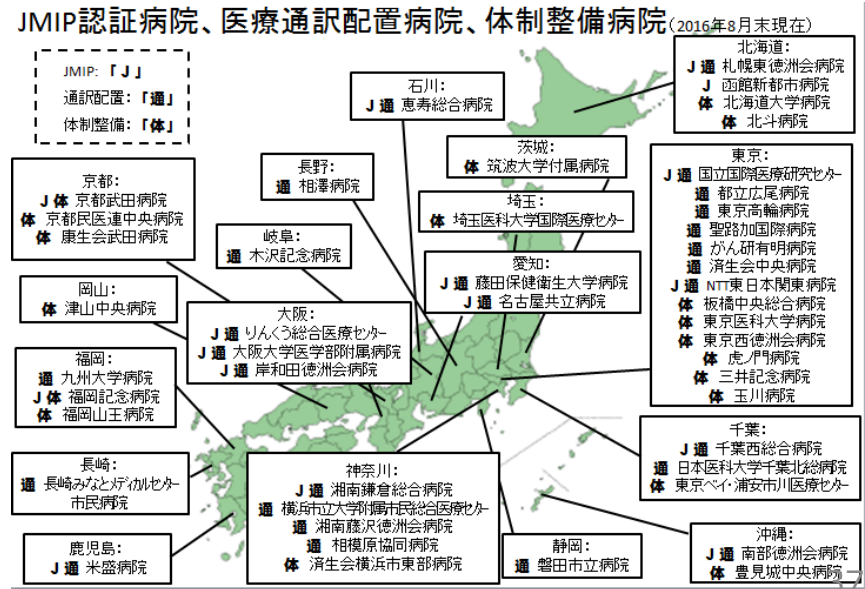 JMIP認証病院、医療通訳配置病院、体制整備病院(2016年8月末現在)
JMIP:「J」
通訳配置:「通」
体制整備:「体」
北海道:
J 通 札幌東徳洲会病院
J 函館新都市病院
体 北海道大学病院
体 北斗病院
石川:
J 通 恵寿総合病院
茨城:
体 筑波大学付属病院
長野:
通 相澤病院
京都:
J 体 京都武田病院
体 京都民医連中央病院
体 康生会武田病院
埼玉:
体 埼玉医科大学国際医療センター
岐阜:
通 木沢記念病院
愛知:
J 通 藤田保健衛生大学病院
J 通 名古屋共立病院
東京:
J 通 国立国際医療研究センター
通 都立広尾病院
通 東京高輪病院
通 聖路加国際病院
通 がん研有明病院
通 済生会中央病院
J 通 NTT東日本関東病院
体 板橋中央総合病院
体 東京医科大学病院
体 東京西徳洲会病院
体 虎ノ門病院
体 三井記念病院
体 玉川病院
岡山:
体 津山中央病院
大阪:
J 通 りんくう総合医療センター
J 通 大阪大学医学部附属病院
J 通 岸和田徳洲会病院
福岡:
通 九州大学病院
J 体 福岡記念病院
体 福岡山王病院
千葉:
J 通 千葉西総合病院
通 日本医科大学千葉北総病院
体 東京ベイ・浦安市川医療センター
長崎:
通 長崎みなとメディカルセンター
市民病院
神奈川:
J 通 湘南鎌倉総合病院
通 横浜市立大学附属市民総合医療センター
通 湘南藤沢徳洲会病院
通 相模原協同病院
体 済生会横浜市東部病院
鹿児島:
J 通 米盛病院
静岡:
通 磐田市立病院
沖縄:
J 通 南部徳洲会病院
体 豊見城中央病院
37